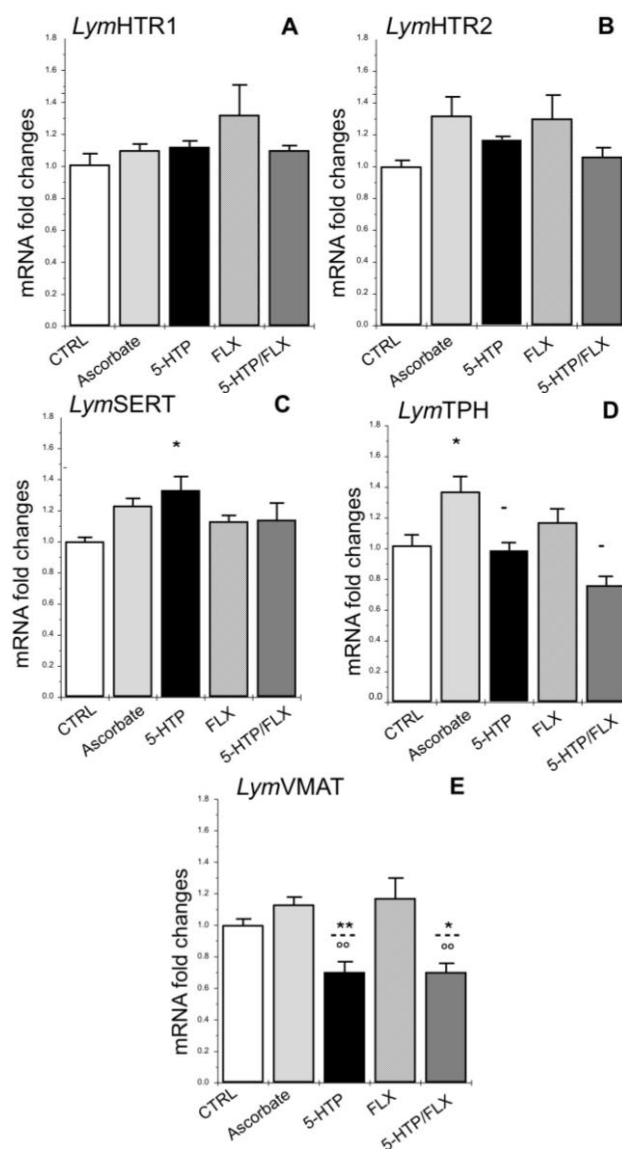 LymHTR1 A
mRNA fold changes
1.8
1.6
1.4
1.2
1.0
0.8
0.6
0.4
0.2
0.0
CTRL
Ascorbate
5-HTP
FLX
5-HTP/FLX
LymHTR2 B
mRNA fold changes
1.8
1.6
1.4
1.2
1.0
0.8
0.6
0.4
0.2
0.0
CTRL
Ascorbate
5-HTP
FLX
5-HTP/FLX
LymSERT C
mRNA fold changes
1.8
1.4
1.2
1.0
0.8
0.6
0.4
0.2
0.0
*
CTRL
Ascorbate
5-HTP
FLX
5-HTP/FLX
LymTPH D
mRNA fold changes
1.8
1.6
1.4
1.2
1.0
0.8
0.6
0.4
0.2
0.0
*
-
-
CTRL
Ascorbate
5-HTP
FLX
5-HTP/FLX
LymVMAT E
mRNA fold changes
1.8
1.6
1.4
1.2
1.0
0.8
0.6
0.4
0.2
0.0
** *
---- ----
°° °°
CTRL
Ascorbate
5-HTP
FLX
5-HTP/FLX